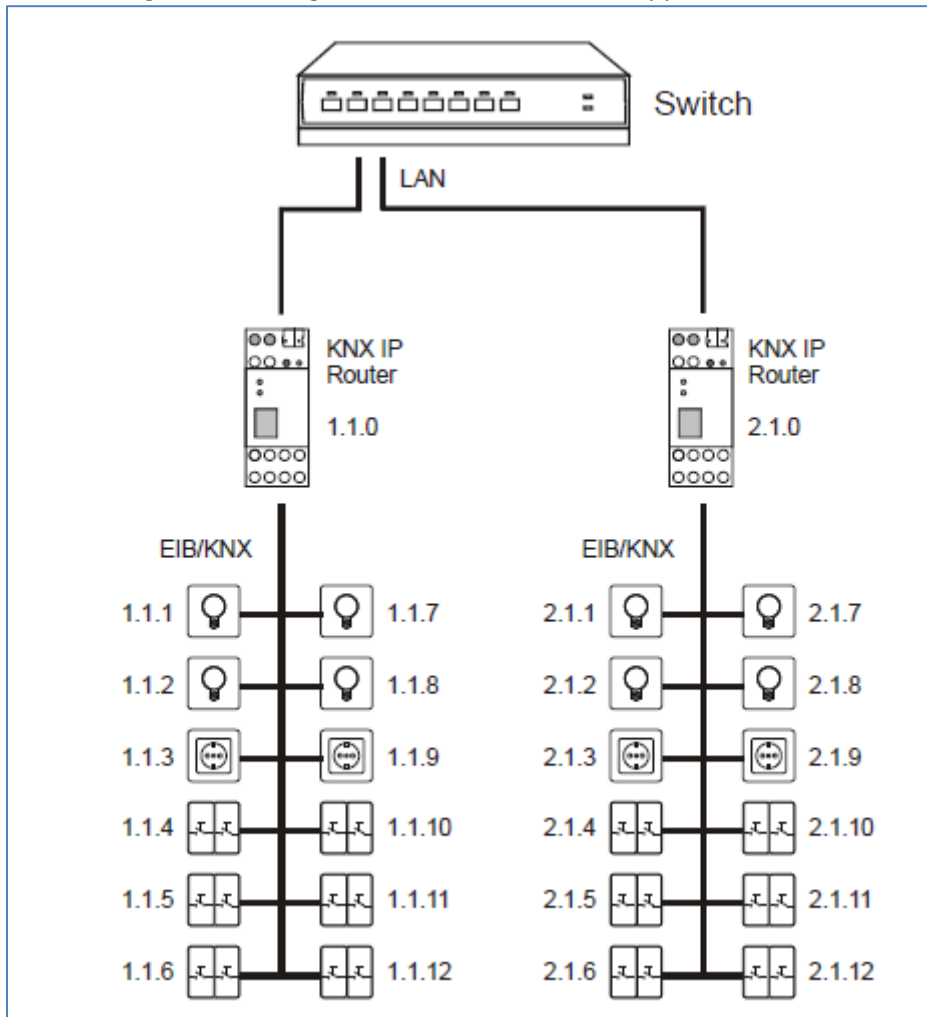 Switch
LAN
KNX IP
Router
1.1.0
KNX IP
Router
2.1.0
EIB/KNX
EIB/KNX
1.1.1 1.1.7 2.1.1 2.1.7
1.1.2 1.1.8 2.1.2 2.1.8
1.1.3 1.1.9 2.1.3 2.1.9
1.1.4 1.1.10 2.1.4 2.1.10
1.1.5 1.1.11 2.1.5 2.1.11
1.1.6 1.1.12 2.1.6 2.1.12